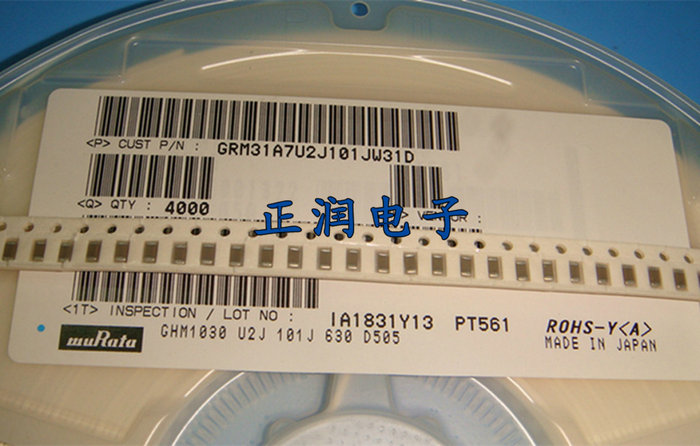 <P> CUST P/N : GRM31A7U2J101JW31D
<Q> QTY : 4000
正润电子
<1T> INSPECTION / LOT NO : IA1831Y13 PT561
GHM1030 U2J 101J 630 D505
ROHS-Y<A>
MADE IN JAPAN
muRata